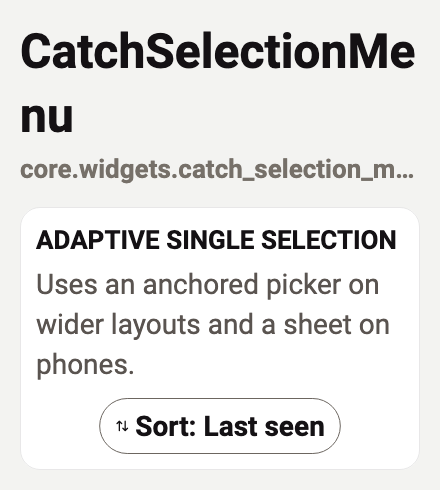 CatchSelectionMe
nu
core.widgets.catch_selection_m...
ADAPTIVE SINGLE SELECTION
Uses an anchored picker on
wider layouts and a sheet on
phones.
Sort: Last seen